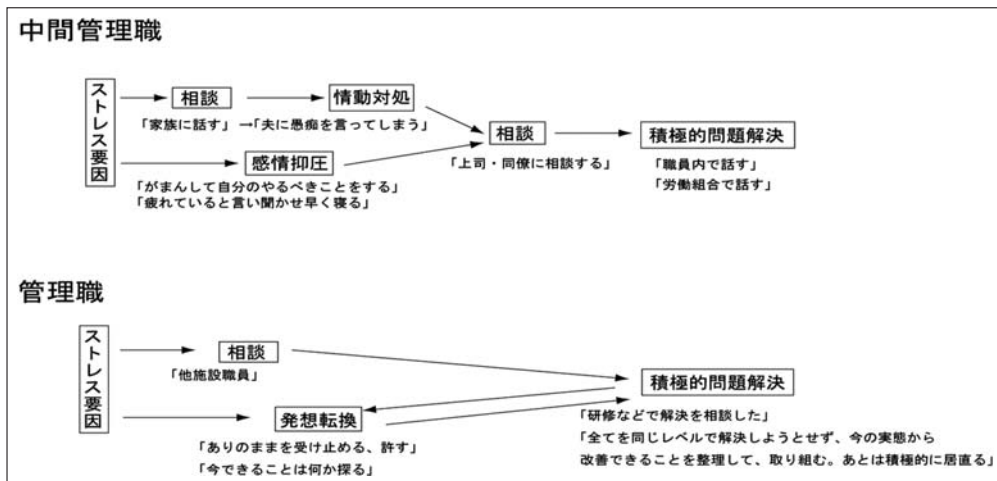 中間管理職
ストレス要因
相談
情動対処
「家族に話す」→「夫に愚痴を言ってしまう」
感情抑圧
「がまんして自分のやるべきことをする」
「疲れていると言い聞かせ早く寝る」
相談
「上司・同僚に相談する」
積極的問題解決
「職員内で話す」
「労働組合で話す」
管理職
ストレス要因
相談
「他施設職員」
発想転換
「ありのままを受け止める、許す」
「今できることは何か探る」
積極的問題解決
「研修などで解決を相談した」
「全てを同じレベルで解決しようとせず、今の実態から
改善できることを整理して、取り組む。あとは積極的に居直る」